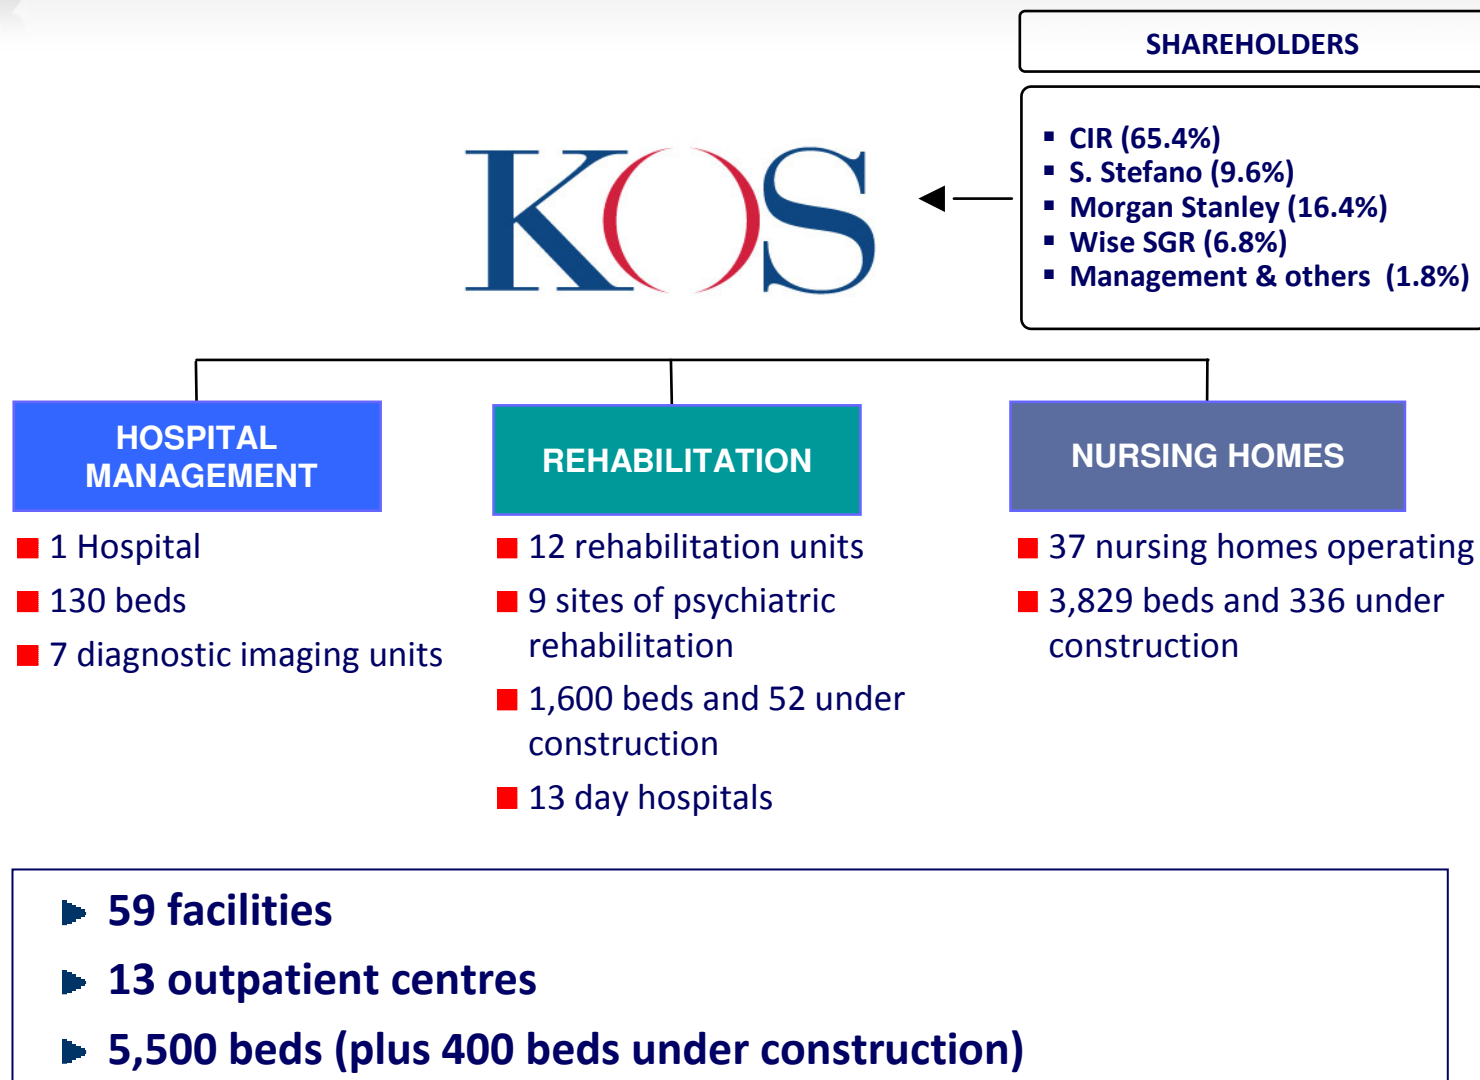 SHAREHOLDERS
▪ CIR (65.4%)
▪ S. Stefano (9.6%)
▪ Morgan Stanley (16.4%)
▪ Wise SGR (6.8%)
▪ Management & others (1.8%)
KOS
HOSPITAL
MANAGEMENT
1 Hospital
130 beds
7 diagnostic imaging units
REHABILITATION
12 rehabilitation units
9 sites of psychiatric
rehabilitation
1,600 beds and 52 under
construction
13 day hospitals
NURSING HOMES
37 nursing homes operating
3,829 beds and 336 under
construction
59 facilities
13 outpatient centres
5,500 beds (plus 400 beds under construction)